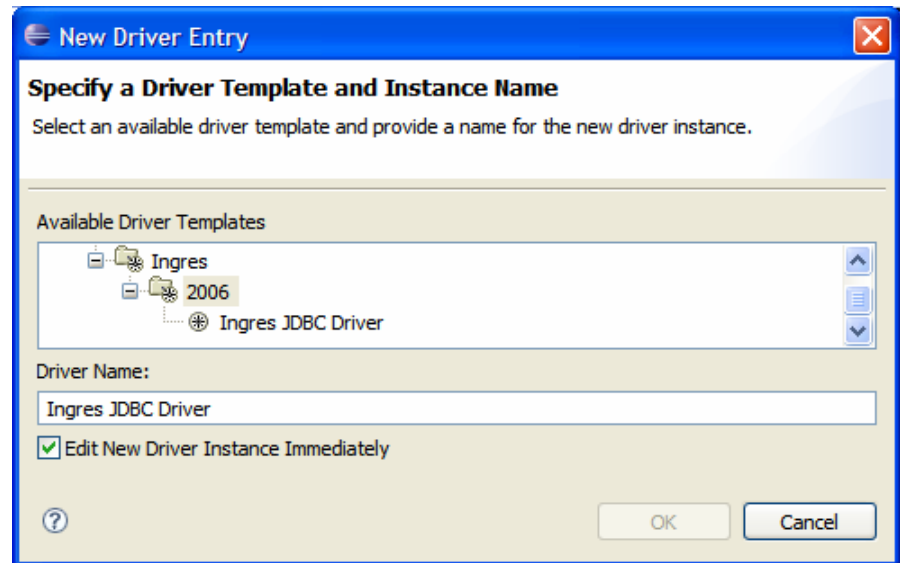 New Driver Entry
Specify a Driver Template and Instance Name
Select an available driver template and provide a name for the new driver instance.
Available Driver Templates
Ingres
2006
Ingres JDBC Driver
Driver Name:
Ingres JDBC Driver
Edit New Driver Instance Immediately
? OK Cancel